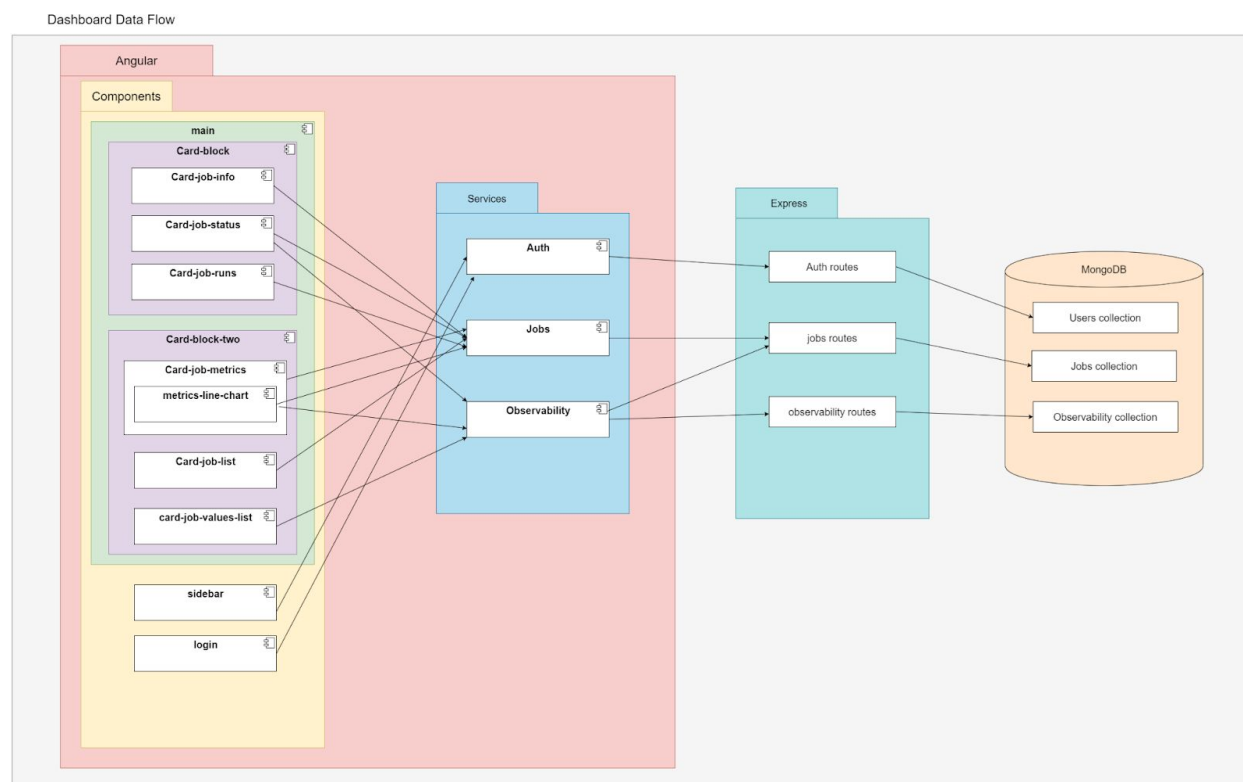 Dashboard Data Flow
Angular
Components
main
Card-block
Card-job-info
Card-job-status
Card-job-runs
Card-block-two
Card-job-metrics
metrics-line-chart
Card-job-list
card-job-values-list
sidebar
login
Services
Auth
Jobs
Observability
Express
Auth routes
jobs routes
observability routes
MongoDB
Users collection
Jobs collection
Observability collection